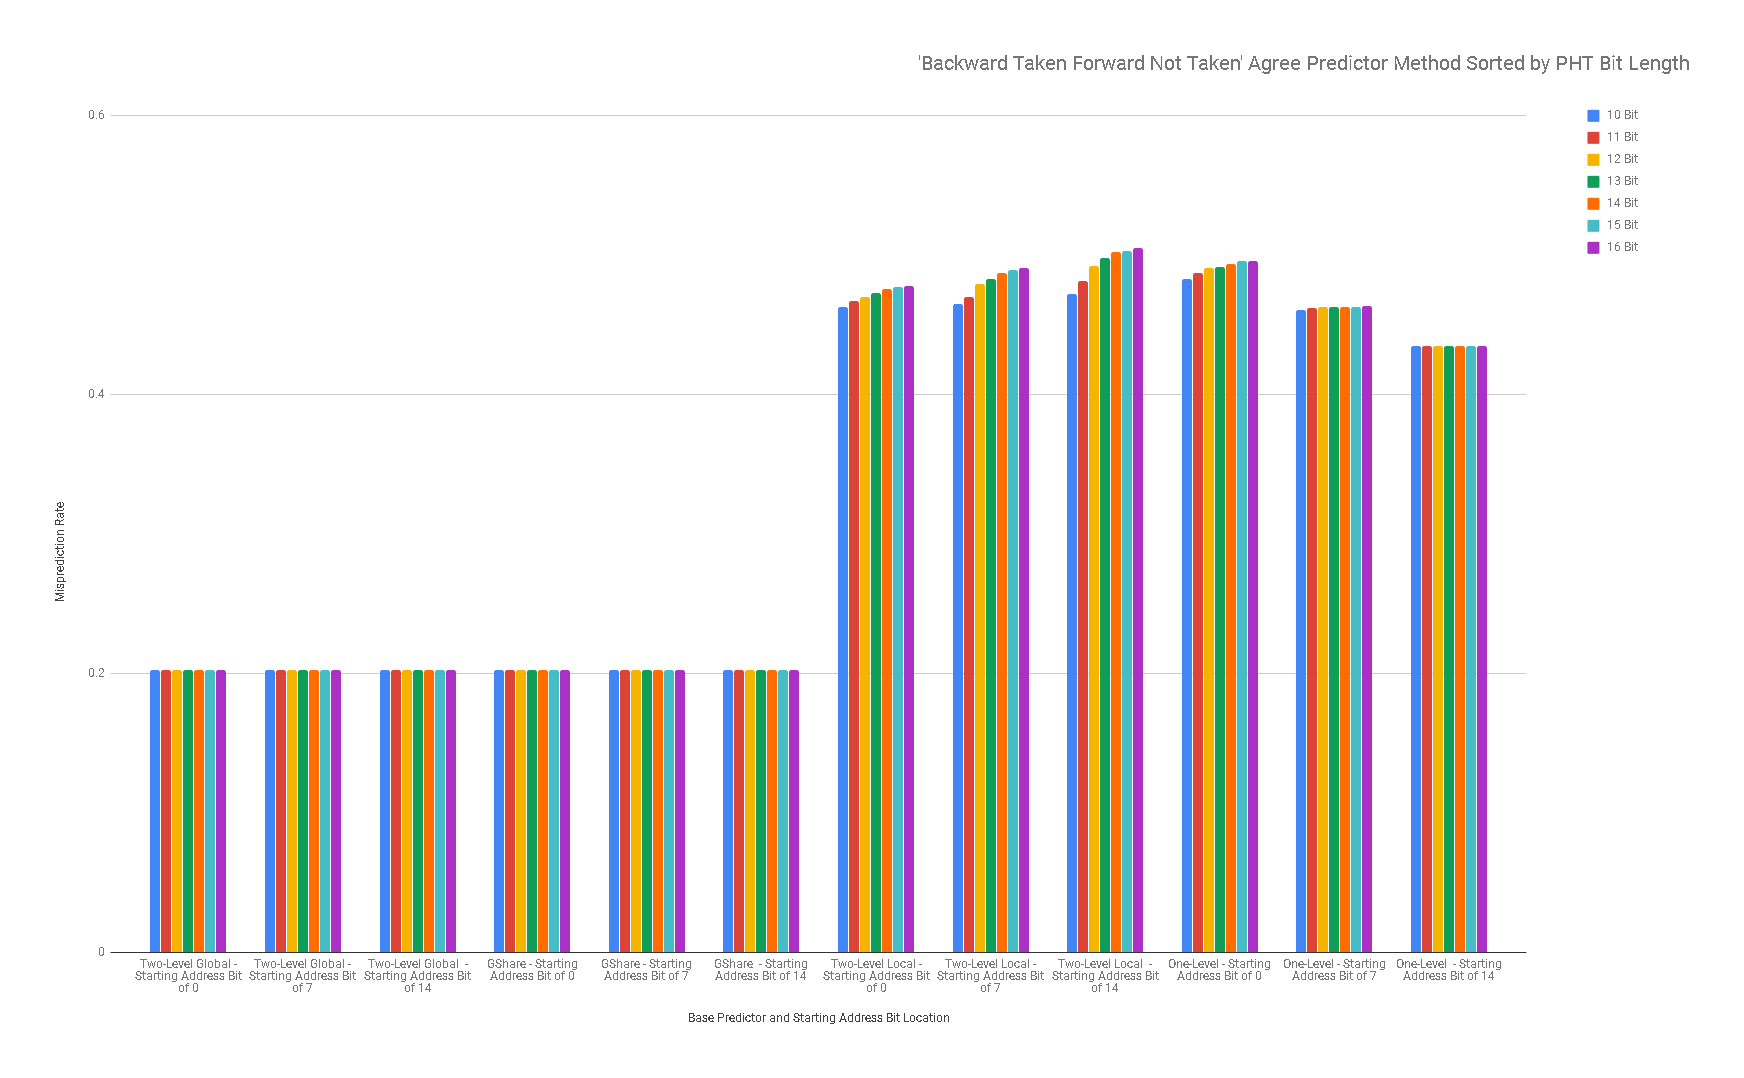 'Backward Taken Forward Not Taken' Agree Predictor Method Sorted by PHT Bit Length
0.6
0.4
0.2
0
Misprediction Rate
10 Bit
11 Bit
12 Bit
13 Bit
14 Bit
15 Bit
16 Bit
Two-Level Global -
Starting Address Bit
of 0
Two-Level Global -
Starting Address Bit
of 7
Two-Level Global -
Starting Address Bit
of 14
GShare - Starting
Address Bit of 0
GShare - Starting
Address Bit of 7
GShare - Starting
Address Bit of 14
Two-Level Local -
Starting Address Bit
of 0
Two-Level Local -
Starting Address Bit
of 7
Two-Level Local -
Starting Address Bit
of 14
One-Level - Starting
Address Bit of 0
One-Level - Starting
Address Bit of 7
One-Level - Starting
Address Bit of 14
Base Predictor and Starting Address Bit Location